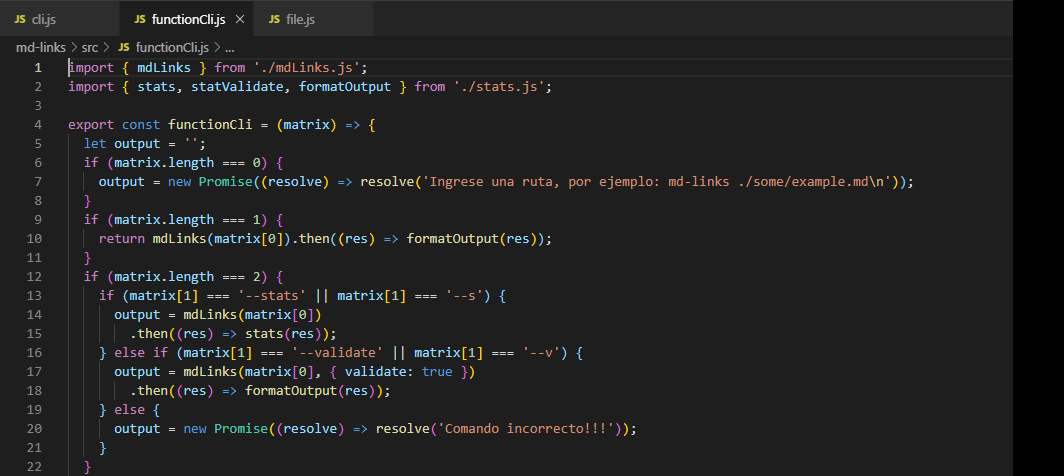 JS cli.js JS functionCli.js × JS file.js
md-links > src > JS functionCli.js > ...
1 import { mdLinks } from './mdLinks.js';
2 import { stats, statValidate, formatOutput } from './stats.js';
3
4 export const functionCli = (matrix) => {
5   let output = '';
6   if (matrix.length === 0) {
7     output = new Promise((resolve) => resolve('Ingrese una ruta, por ejemplo: md-links ./some/example.md\n'));
8   }
9   if (matrix.length === 1) {
10     return mdLinks(matrix[0]).then((res) => formatOutput(res));
11   }
12   if (matrix.length === 2) {
13     if (matrix[1] === '--stats' || matrix[1] === '--s') {
14       output = mdLinks(matrix[0])
15         .then((res) => stats(res));
16     } else if (matrix[1] === '--validate' || matrix[1] === '--v') {
17       output = mdLinks(matrix[0], { validate: true })
18         .then((res) => formatOutput(res));
19     } else {
20       output = new Promise((resolve) => resolve('Comando incorrecto!!!'));
21     }
22   }